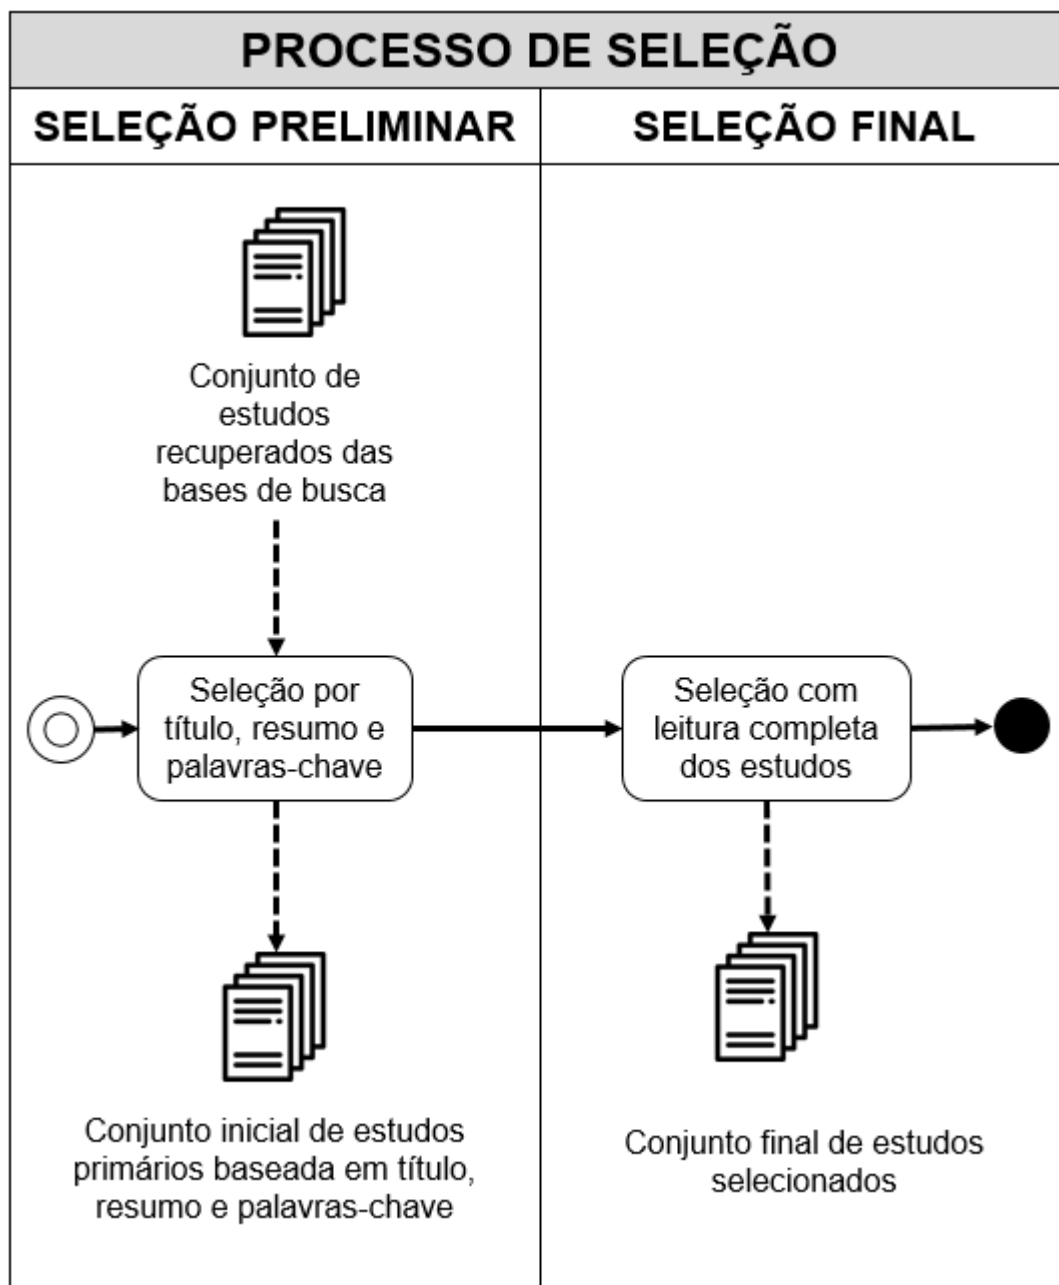 PROCESSO DE SELEÇÃO
SELEÇÃO PRELIMINAR
SELEÇÃO FINAL
Conjunto de
estudos
recuperados das
bases de busca
Seleção por
título, resumo e
palavras-chave
Seleção com
leitura completa
dos estudos
Conjunto inicial de estudos
primários baseada em título,
resumo e palavras-chave
Conjunto final de estudos
selecionados